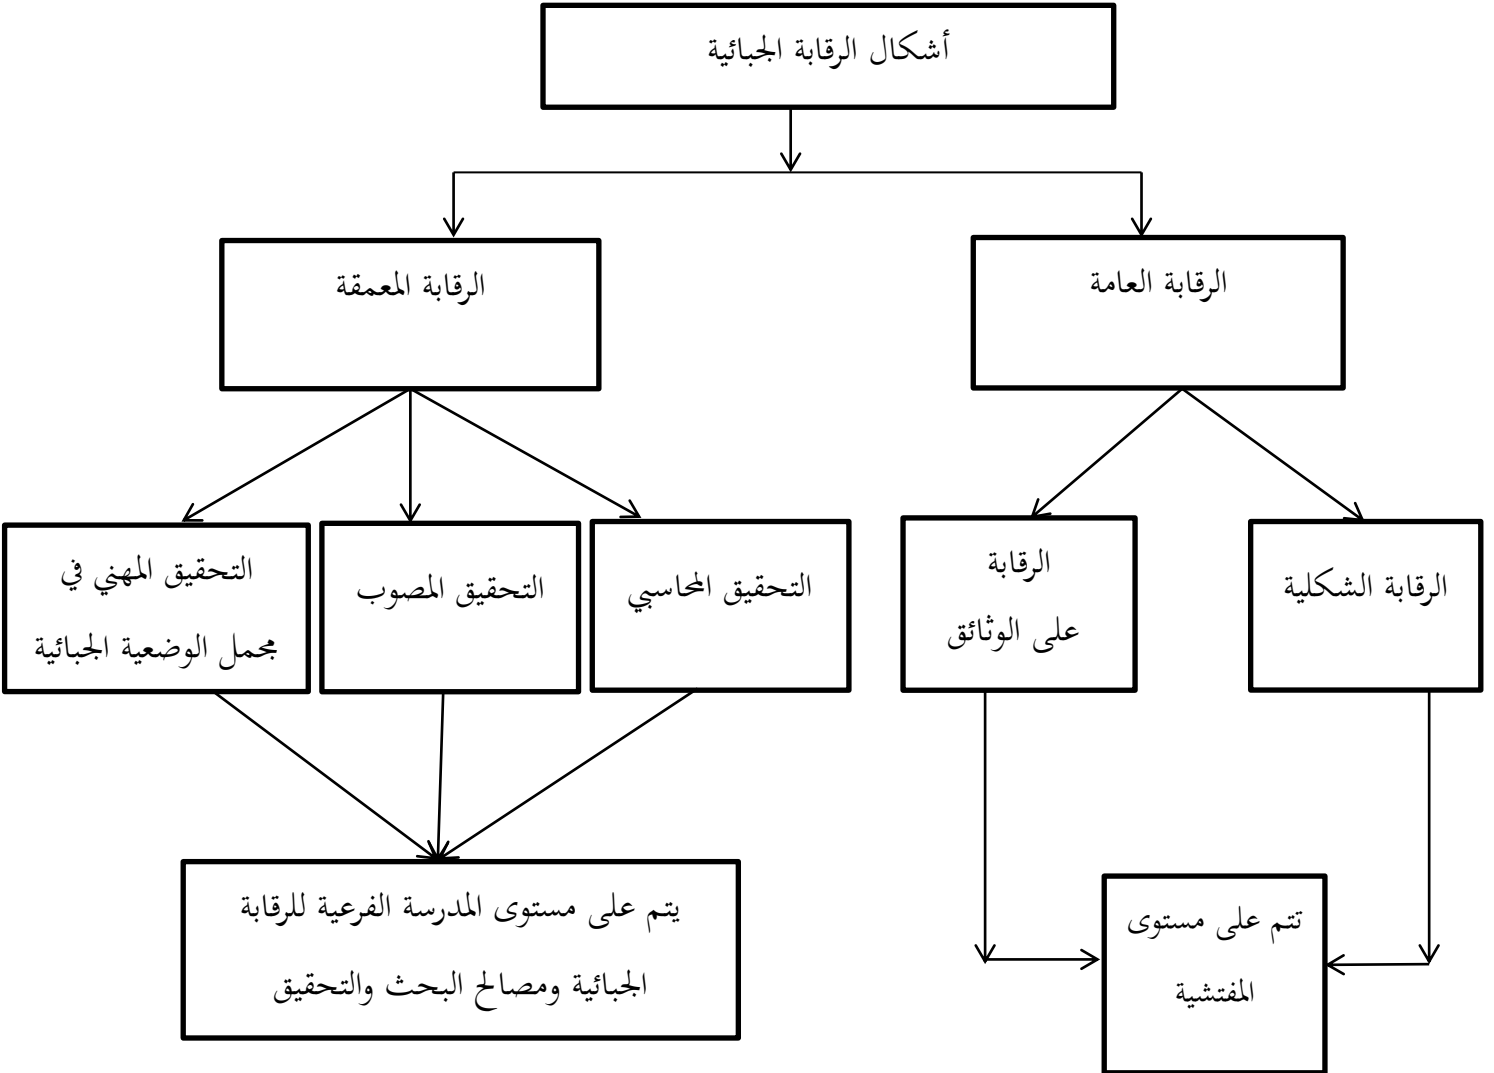 أشكال الرقابة الجبائية
الرقابة العامة
الرقابة المعمقة
الرقابة الشكلية
الرقابة
على الوثائق
التحقيق المحاسبي
التحقيق المصوب
التحقيق المهني في
مجمل الوضعية الجبائية
تتم على مستوى
المفتشية
يتم على مستوى المدرسة الفرعية للرقابة
الجبائية ومصالح البحث والتحقيق